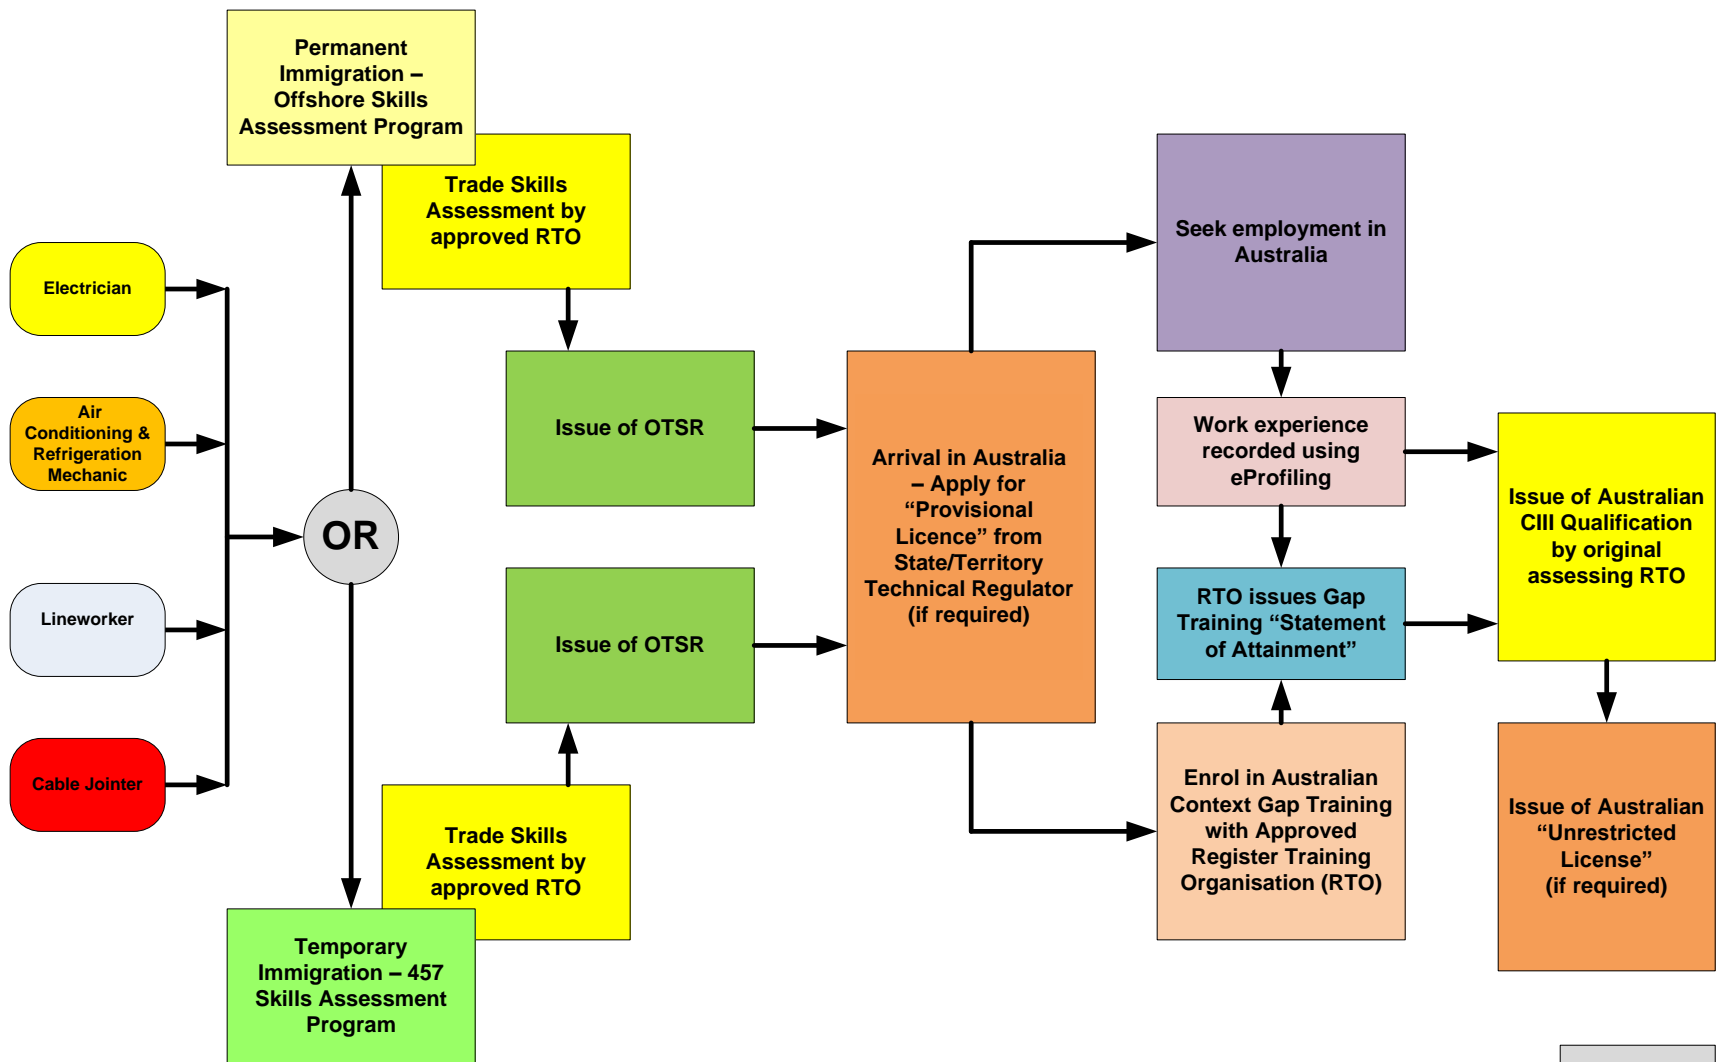 Permanent
Immigration –
Offshore Skills
Assessment Program
Trade Skills
Assessment by
approved RTO
Electrician
Air
Conditioning &
Refrigeration
Mechanic
Lineworker
Cable Jointer
OR
Issue of OTSR
Issue of OTSR
Trade Skills
Assessment by
approved RTO
Temporary
Immigration – 457
Skills Assessment
Program
Arrival in Australia
– Apply for
“Provisional
Licence” from
State/Territory
Technical Regulator
(if required)
Seek employment in
Australia
Work experience
recorded using
eProfiling
RTO issues Gap
Training “Statement
of Attainment”
Enrol in Australian
Context Gap Training
with Approved
Register Training
Organisation (RTO)
Issue of Australian
CIII Qualification
by original
assessing RTO
Issue of Australian
“Unrestricted
License”
(if required)